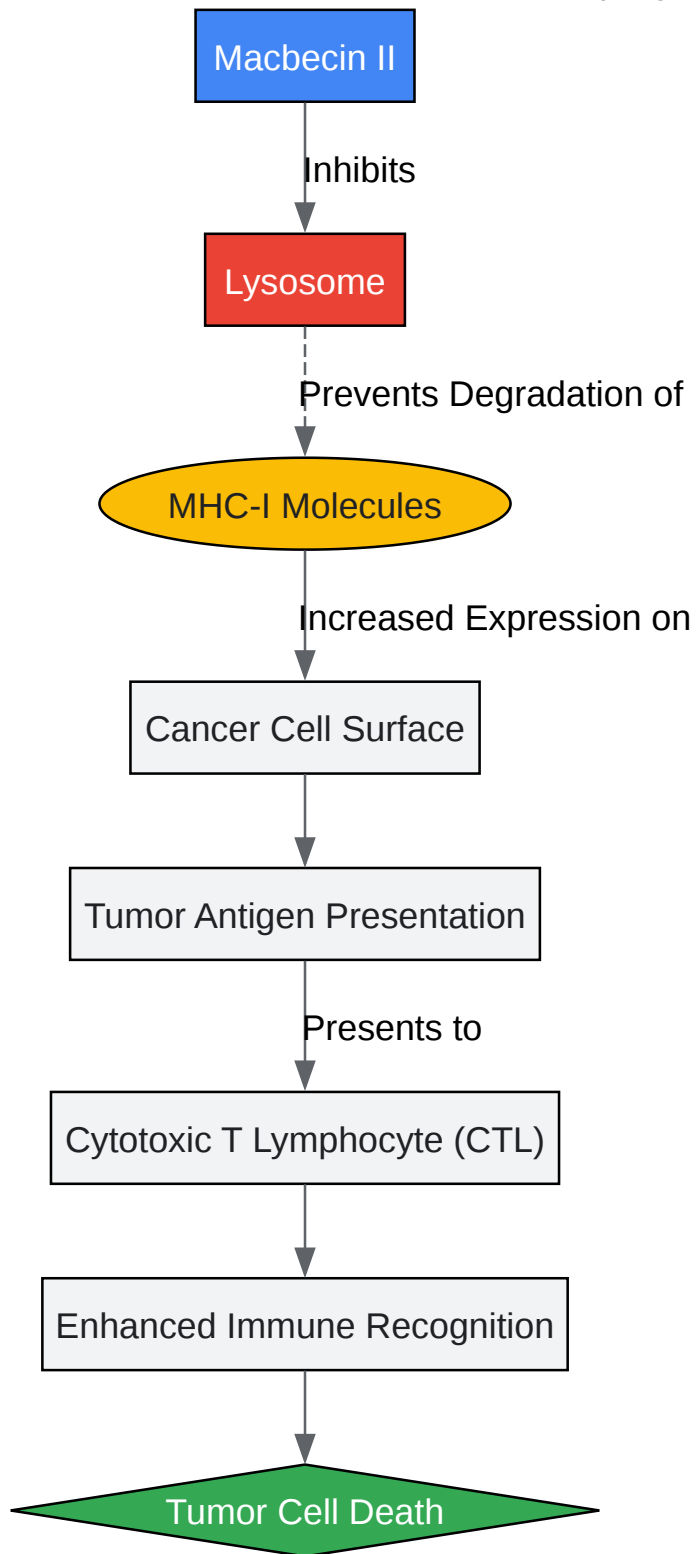 Macbecin II
Inhibits
Lysosome
Prevents Degradation of
MHC-I Molecules
Increased Expression on
Cancer Cell Surface
Tumor Antigen Presentation
Presents to
Cytotoxic T Lymphocyte (CTL)
Enhanced Immune Recognition
Tumor Cell Death